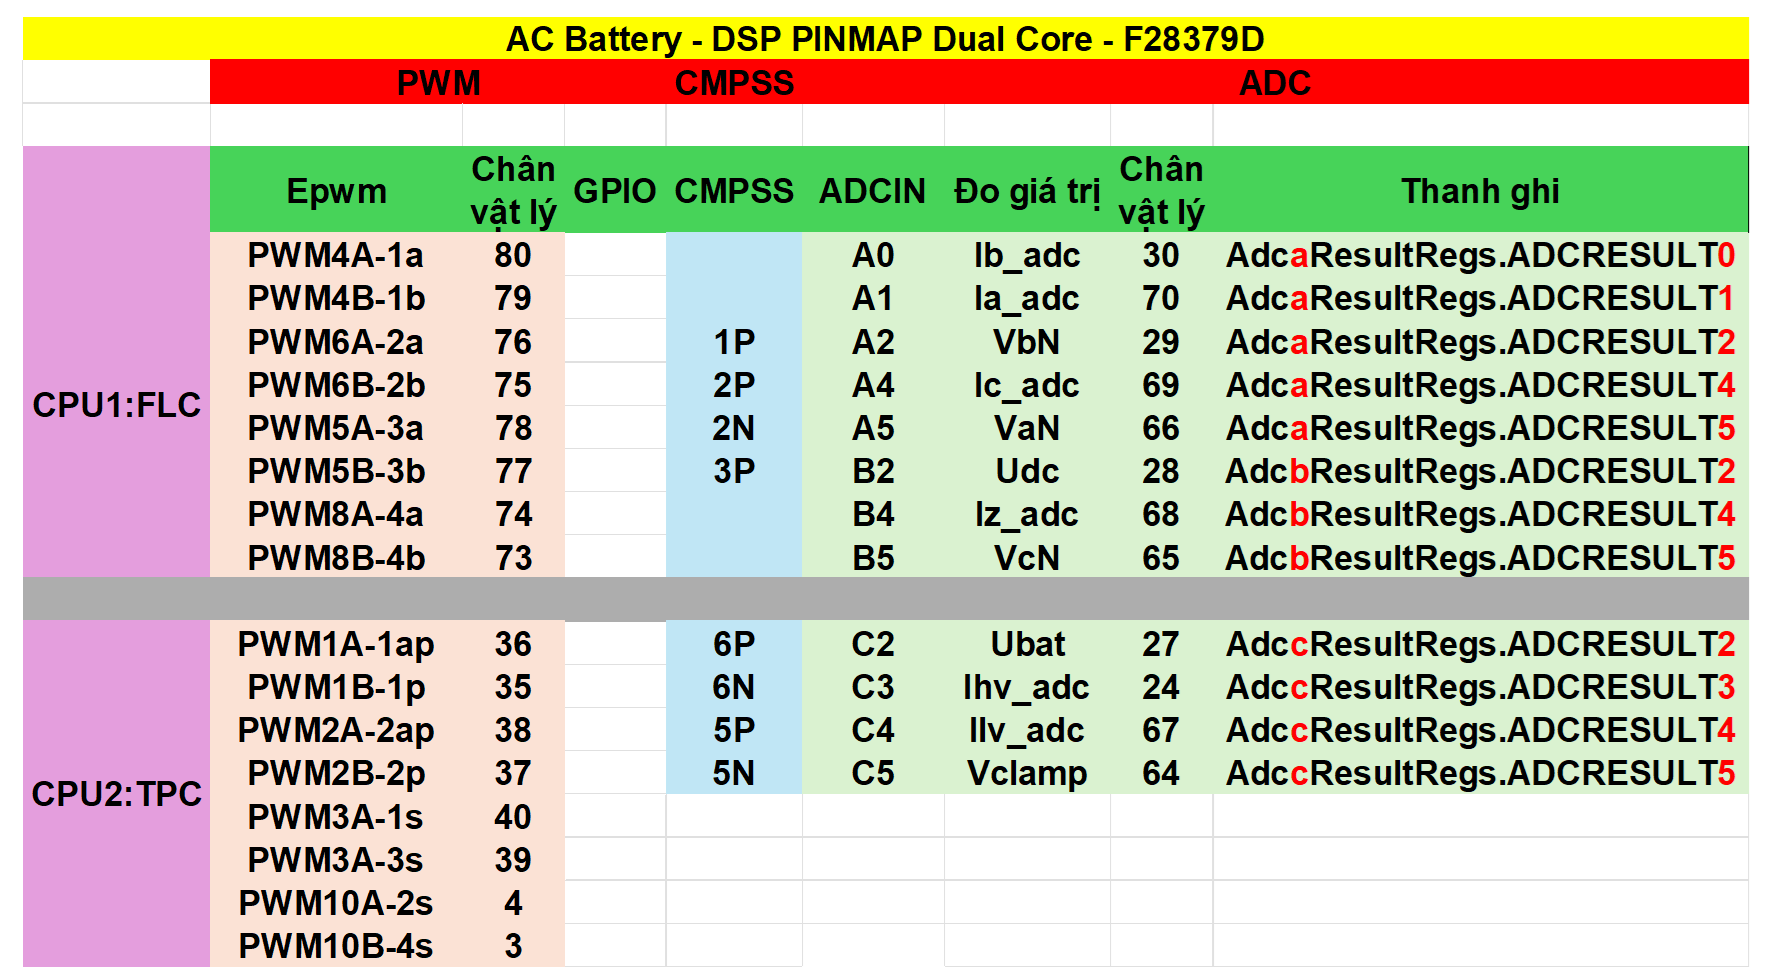 AC Battery - DSP PINMAP Dual Core - F28379D
PWM CMPSS ADC
Epwm Chân vật lý GPIO CMPSS ADCIN Đo giá trị Chân vật lý Thanh ghi
CPU1:FLC
PWM4A-1a 80 A0 Ib_adc 30 AdcaResultRegs.ADCRESULT0
PWM4B-1b 79 A1 Ia_adc 70 AdcaResultRegs.ADCRESULT1
PWM6A-2a 76 1P A2 VbN 29 AdcaResultRegs.ADCRESULT2
PWM6B-2b 75 2P A4 Ic_adc 69 AdcaResultRegs.ADCRESULT4
PWM5A-3a 78 2N A5 VaN 66 AdcaResultRegs.ADCRESULT5
PWM5B-3b 77 3P B2 Udc 28 AdcbResultRegs.ADCRESULT2
PWM8A-4a 74 B4 Iz_adc 68 AdcbResultRegs.ADCRESULT4
PWM8B-4b 73 B5 VcN 65 AdcbResultRegs.ADCRESULT5
CPU2:TPC
PWM1A-1ap 36 6P C2 Ubat 27 AdccResultRegs.ADCRESULT2
PWM1B-1p 35 6N C3 Ihv_adc 24 AdccResultRegs.ADCRESULT3
PWM2A-2ap 38 5P C4 Ilv_adc 67 AdccResultRegs.ADCRESULT4
PWM2B-2p 37 5N C5 Vclamp 64 AdccResultRegs.ADCRESULT5
PWM3A-1s 40
PWM3A-3s 39
PWM10A-2s 4
PWM10B-4s 3